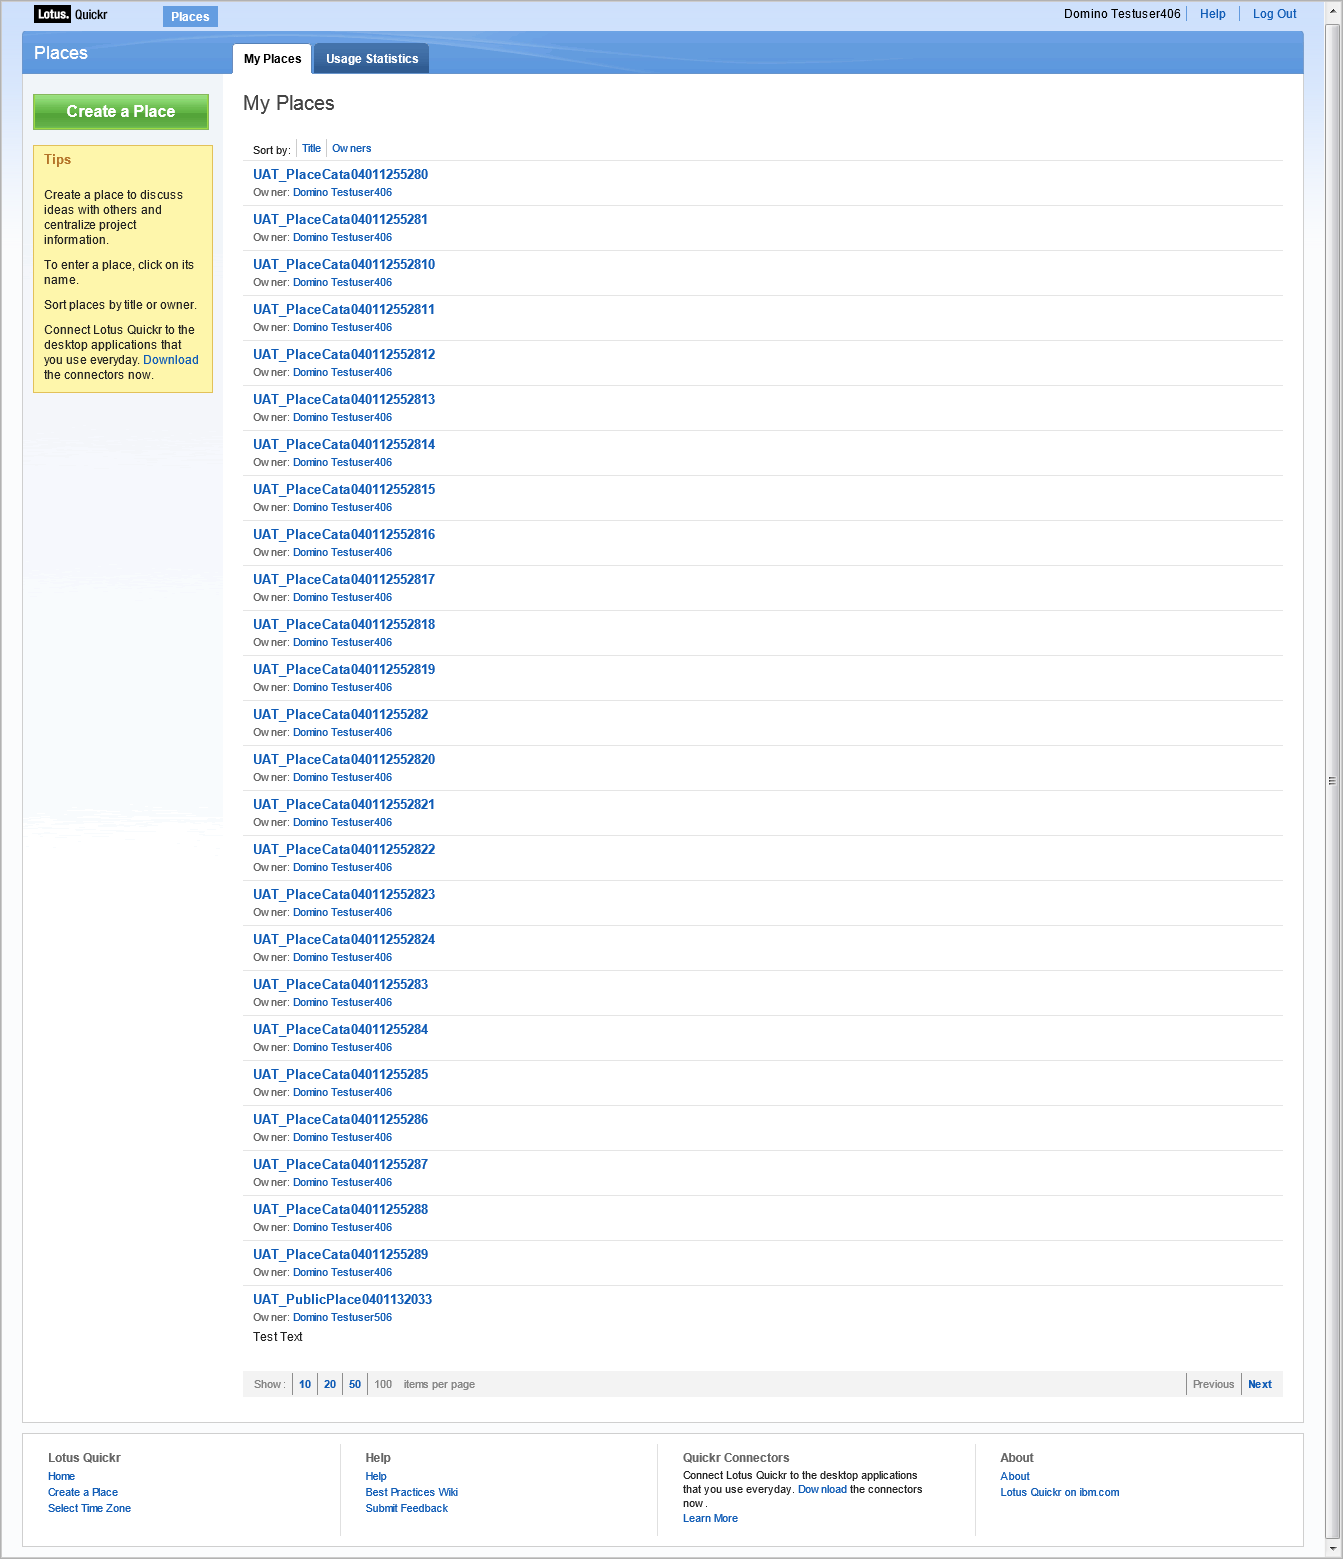 Lotus. Quickr Places Domino Testuser406 Help Log Out
Places My Places Usage Statistics
Create a Place
Tips
Create a place to discuss
ideas with others and
centralize project
information.
To enter a place, click on its
name.
Sort places by title or owner.
Connect Lotus Quickr to the
desktop applications that
you use everyday. Download
the connectors now.
My Places
Sort by: Title Owners
UAT_PlaceCata04011255280
Owner: Domino Testuser406
UAT_PlaceCata04011255281
Owner: Domino Testuser406
UAT_PlaceCata040112552810
Owner: Domino Testuser406
UAT_PlaceCata040112552811
Owner: Domino Testuser406
UAT_PlaceCata040112552812
Owner: Domino Testuser406
UAT_PlaceCata040112552813
Owner: Domino Testuser406
UAT_PlaceCata040112552814
Owner: Domino Testuser406
UAT_PlaceCata040112552815
Owner: Domino Testuser406
UAT_PlaceCata040112552816
Owner: Domino Testuser406
UAT_PlaceCata040112552817
Owner: Domino Testuser406
UAT_PlaceCata040112552818
Owner: Domino Testuser406
UAT_PlaceCata040112552819
Owner: Domino Testuser406
UAT_PlaceCata04011255282
Owner: Domino Testuser406
UAT_PlaceCata040112552820
Owner: Domino Testuser406
UAT_PlaceCata040112552821
Owner: Domino Testuser406
UAT_PlaceCata040112552822
Owner: Domino Testuser406
UAT_PlaceCata040112552823
Owner: Domino Testuser406
UAT_PlaceCata040112552824
Owner: Domino Testuser406
UAT_PlaceCata04011255283
Owner: Domino Testuser406
UAT_PlaceCata04011255284
Owner: Domino Testuser406
UAT_PlaceCata04011255285
Owner: Domino Testuser406
UAT_PlaceCata04011255286
Owner: Domino Testuser406
UAT_PlaceCata04011255287
Owner: Domino Testuser406
UAT_PlaceCata04011255288
Owner: Domino Testuser406
UAT_PlaceCata04011255289
Owner: Domino Testuser406
UAT_PublicPlace0401132033
Owner: Domino Testuser506
Test Text
Show: 10 20 50 100 items per page Previous Next
Lotus Quickr
Home
Create a Place
Select Time Zone
Help
Help
Best Practices Wiki
Submit Feedback
Quickr Connectors
Connect Lotus Quickr to the desktop applications
that you use everyday. Download the connectors
now.
Learn More
About
About
Lotus Quickr on ibm.com